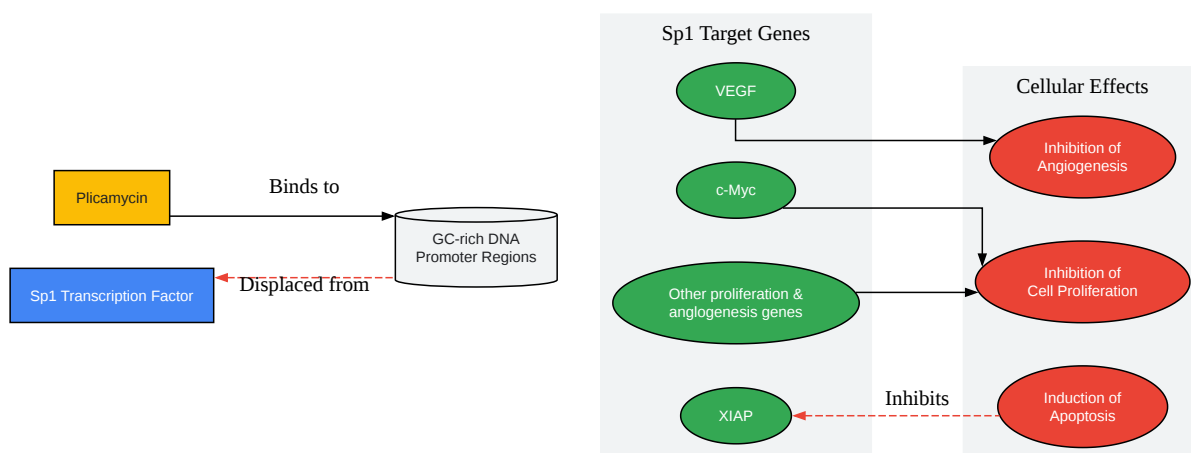 Sp1 Target Genes
VEGF
Cellular Effects
Inhibition of
Angiogenesis
Plicamycin
Binds to
c-Myc
GC-rich DNA
Promoter Regions
Sp1 Transcription Factor
Displaced from
Other proliferation &
anglogenesis genes
Inhibition of
Cell Proliferation
XIAP
Inhibits
Induction of
Apoptosis